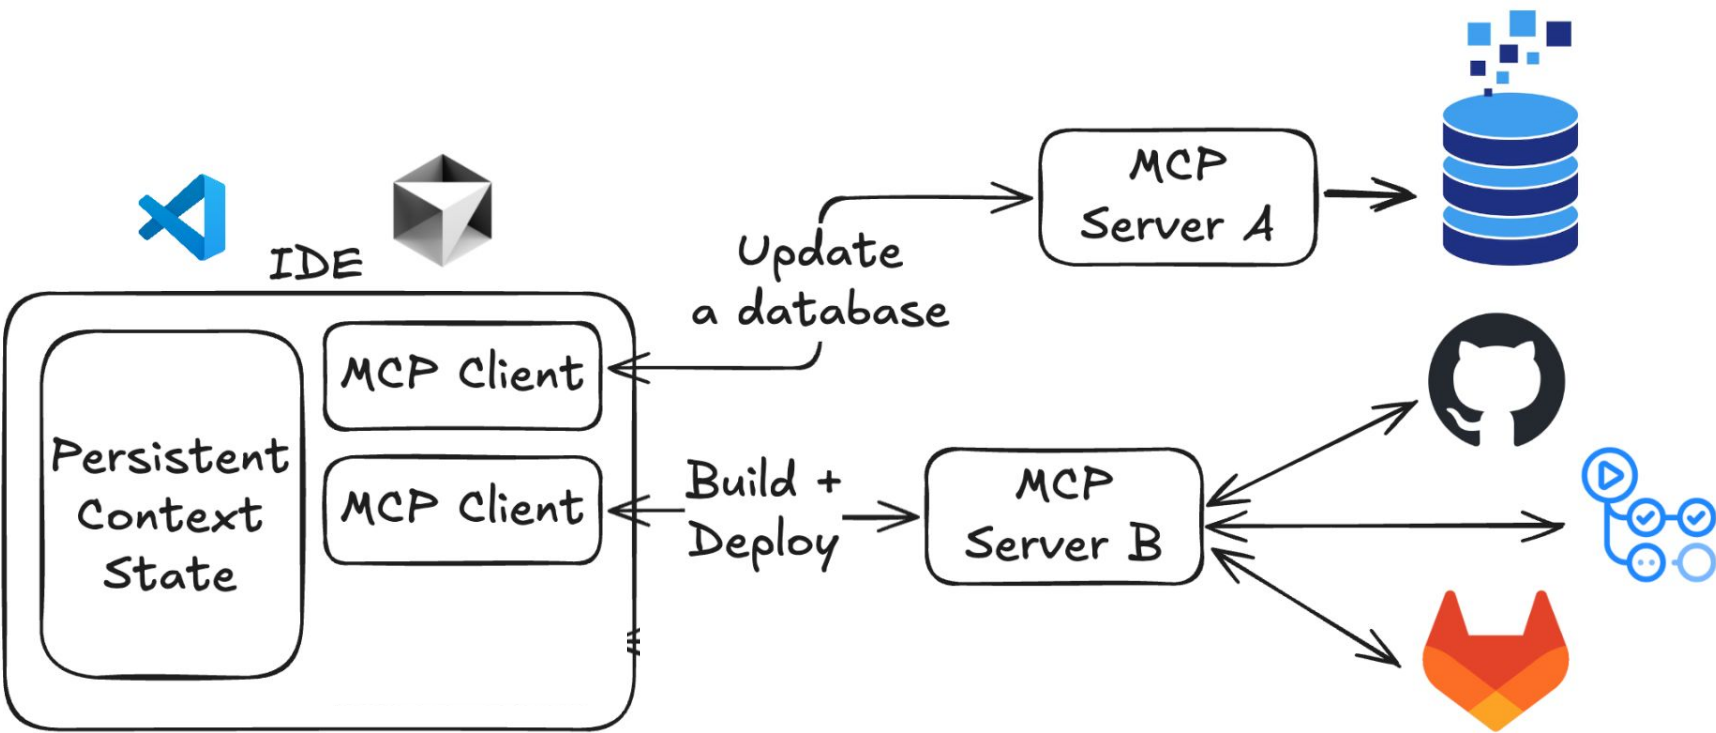 IDE
Persistent
Context
State
MCP Client
MCP Client
Update
a database
Build +
Deploy
MCP
Server A
MCP
Server B